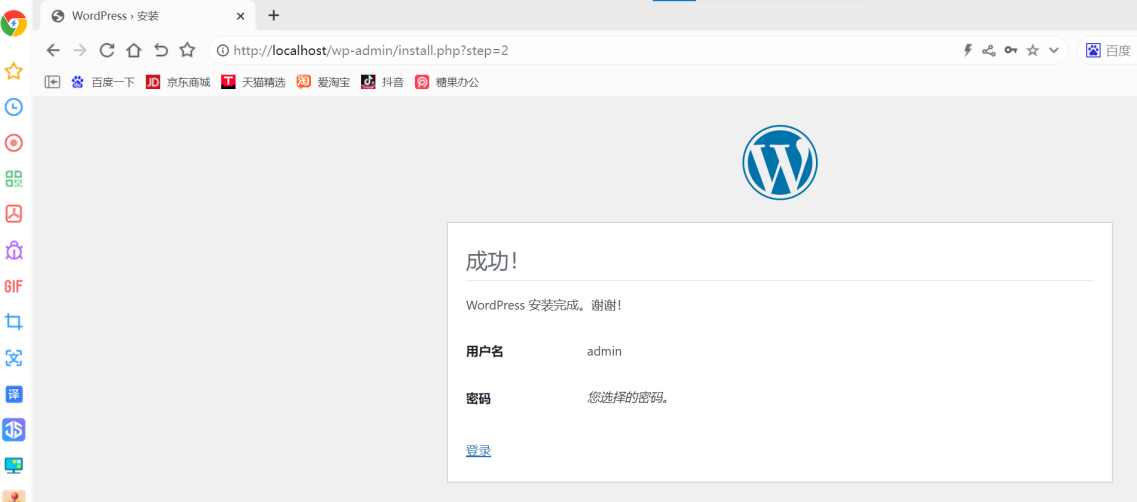 WordPress › 安装
http://localhost/wp-admin/install.php?step=2
百度
百度一下 JD 京东商城 T 天猫精选 淘 爱淘宝 抖音 糖果办公
W
成功！
WordPress 安装完成。谢谢！
用户名 admin
密码 您选择的密码。
登录
GIF
译